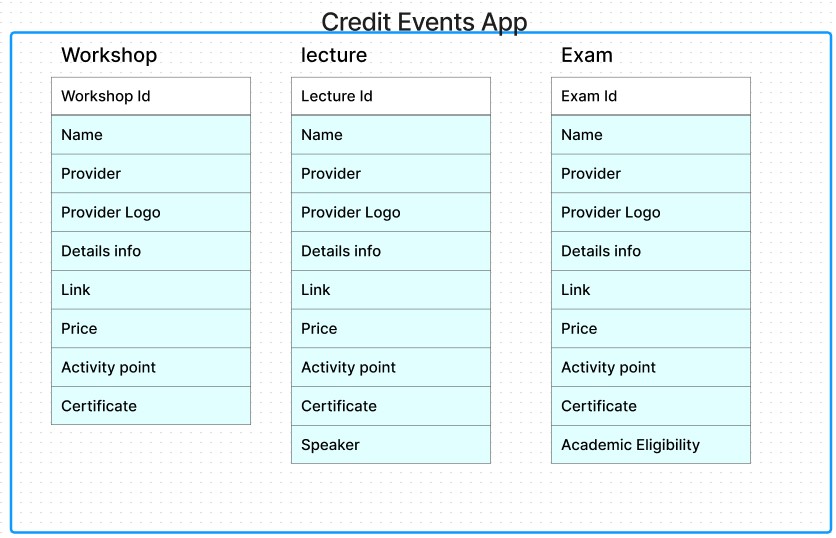 Credit Events App
Workshop
Workshop Id
Name
Provider
Provider Logo
Details info
Link
Price
Activity point
Certificate
lecture
Lecture Id
Name
Provider
Provider Logo
Details info
Link
Price
Activity point
Certificate
Speaker
Exam
Exam Id
Name
Provider
Provider Logo
Details info
Link
Price
Activity point
Certificate
Academic Eligibility